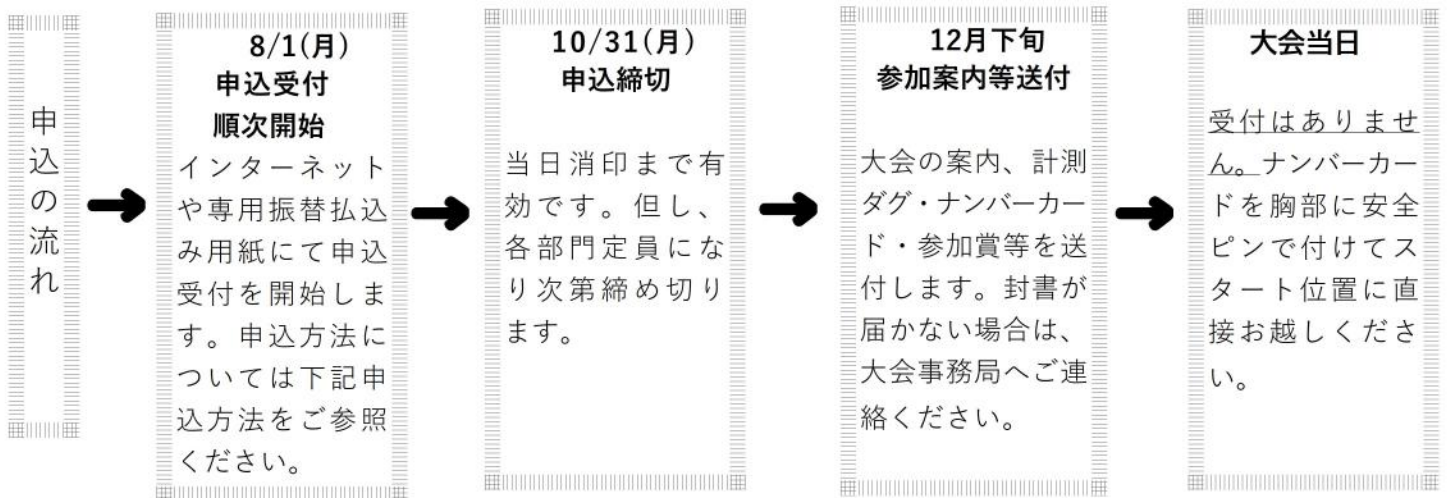 申込の流れ
8/1(月)
申込受付
順次開始
インターネット
や専用振替払込
み用紙にて申込
受付を開始しま
す。申込方法に
ついては下記申
込方法をご参照
ください。
10/31(月)
申込締切
当日消印まで有
効です。但し、
各部門定員にな
り次第締め切り
ます。
12月下旬
参加案内等送付
大会の案内、計測
ダグ・ナンバーカー
ド・参加賞等を送
付します。封書が
届かない場合は、
大会事務局へご連
絡ください。
大会当日
受付はありませ
ん。ナンバーカー
ドを胸部に安全
ピンで付けてス
タート位置に直
接お越しくださ
い。